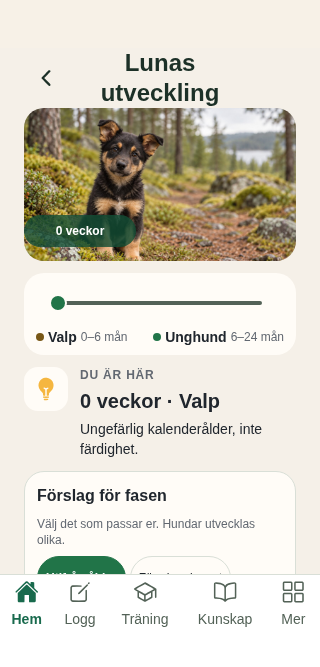 Lunas
utveckling
0 veckor
Valp 0–6 mån Unghund 6–24 mån
DU ÄR HÄR
0 veckor · Valp
Ungefärlig kalenderålder, inte
färdighet.
Förslag för fasen
Välj det som passar er. Hundar utvecklas
olika.
Hem Logg Träning Kunskap Mer